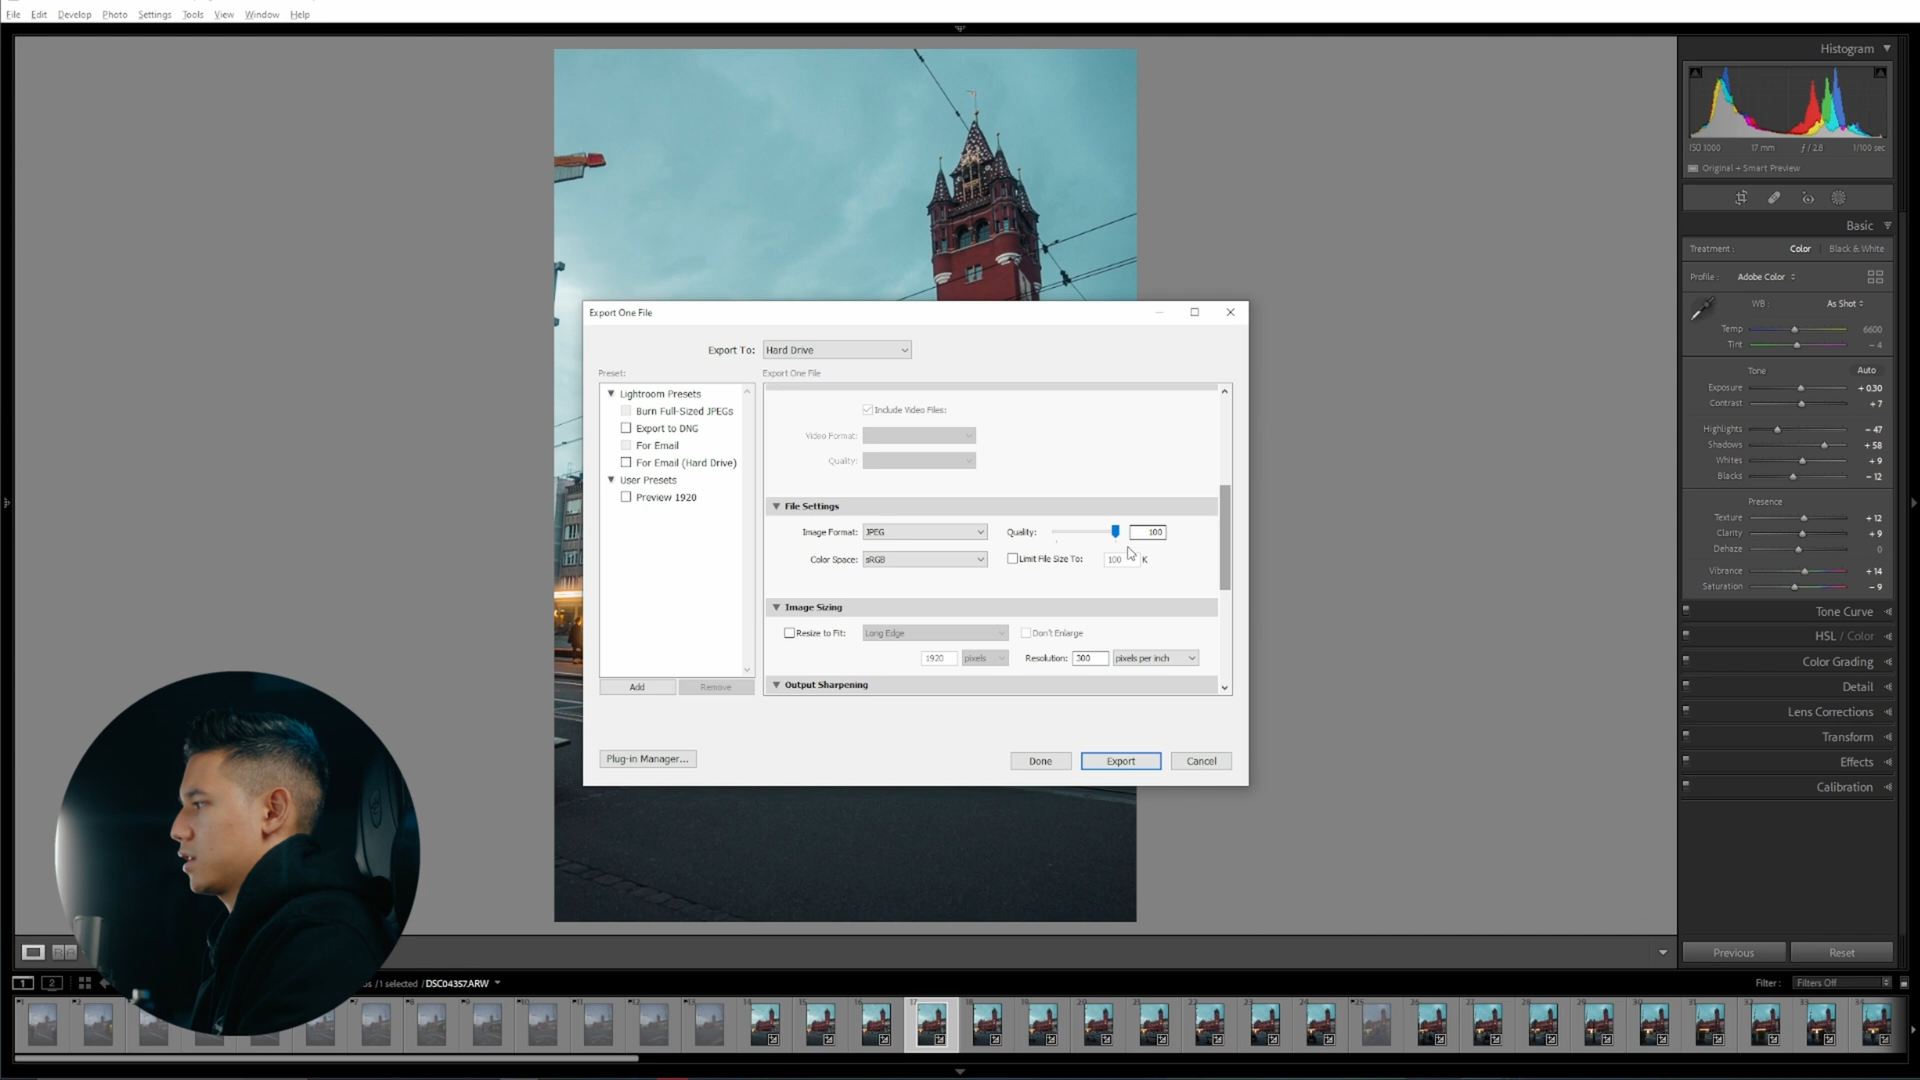 File Edit Develop Photo Settings Tools View Window Help
Histogram
ISO 1000 17 mm ƒ / 2.8 1/100 sec
Original + Smart Preview
Basic
Treatment : Color Black & White
Profile : Adobe Color
WB : As Shot
Temp 6600
Tint – 4
Tone Auto
Exposure + 0.30
Contrast + 7
Highlights – 47
Shadows + 58
Whites + 9
Blacks – 12
Presence
Texture + 12
Clarity + 9
Dehaze 0
Vibrance + 14
Saturation – 9
Tone Curve
HSL / Color
Color Grading
Detail
Lens Corrections
Transform
Effects
Calibration
Previous Reset
Export One File
Export To: Hard Drive
Preset:
Lightroom Presets
Burn Full-Sized JPEGs
Export to DNG
For Email
For Email (Hard Drive)
User Presets
Preview 1920
Add Remove
Plug-in Manager...
Export One File
Include Video Files:
Video Format:
Quality:
File Settings
Image Format: JPEG Quality: 100
Color Space: sRGB Limit File Size To: 100 K
Image Sizing
Resize to Fit: Long Edge Don't Enlarge
1920 pixels Resolution: 300 pixels per inch
Output Sharpening
Done Export Cancel
1 2 /1 selected / DSC04357.ARW Filter : Filters Off